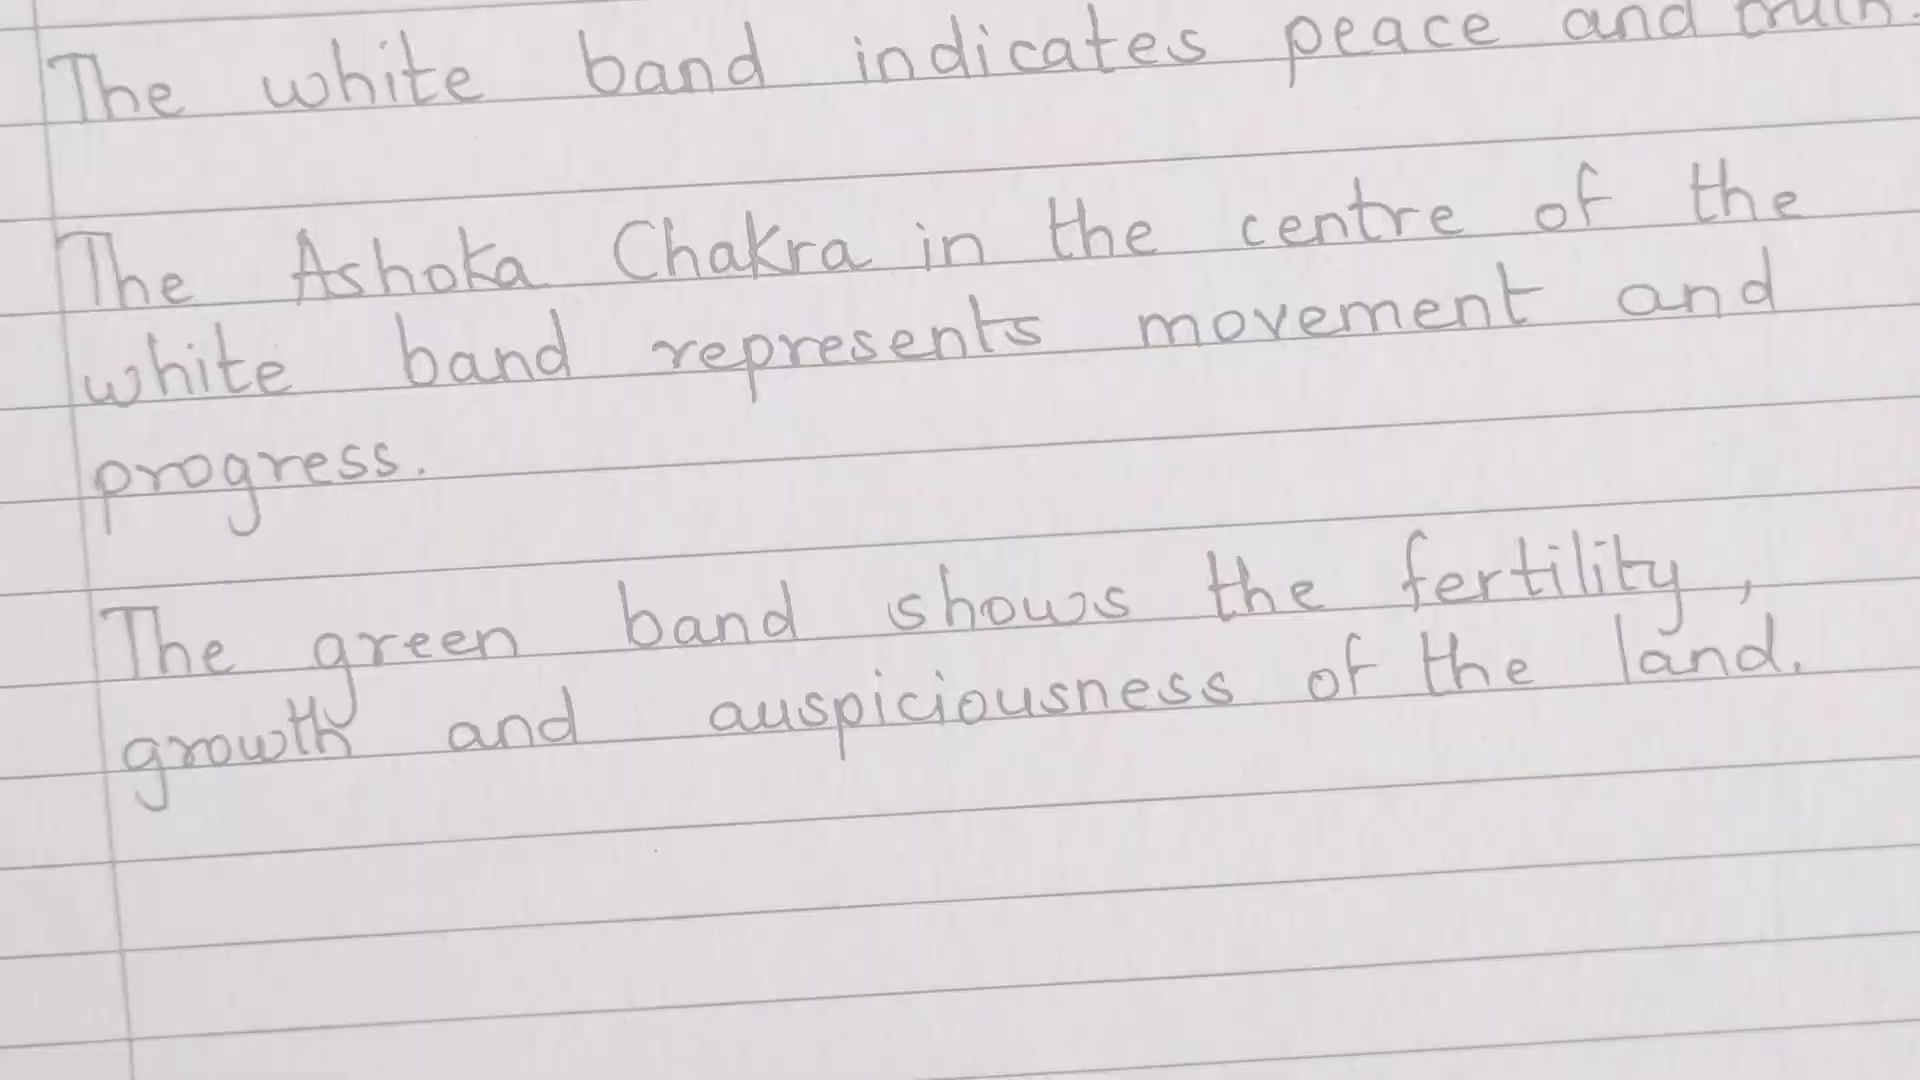 The white band indicates peace and truth.
The Ashoka Chakra in the centre of the
white band represents movement and
progress.
The green band shows the fertility,
growth and auspiciousness of the land.